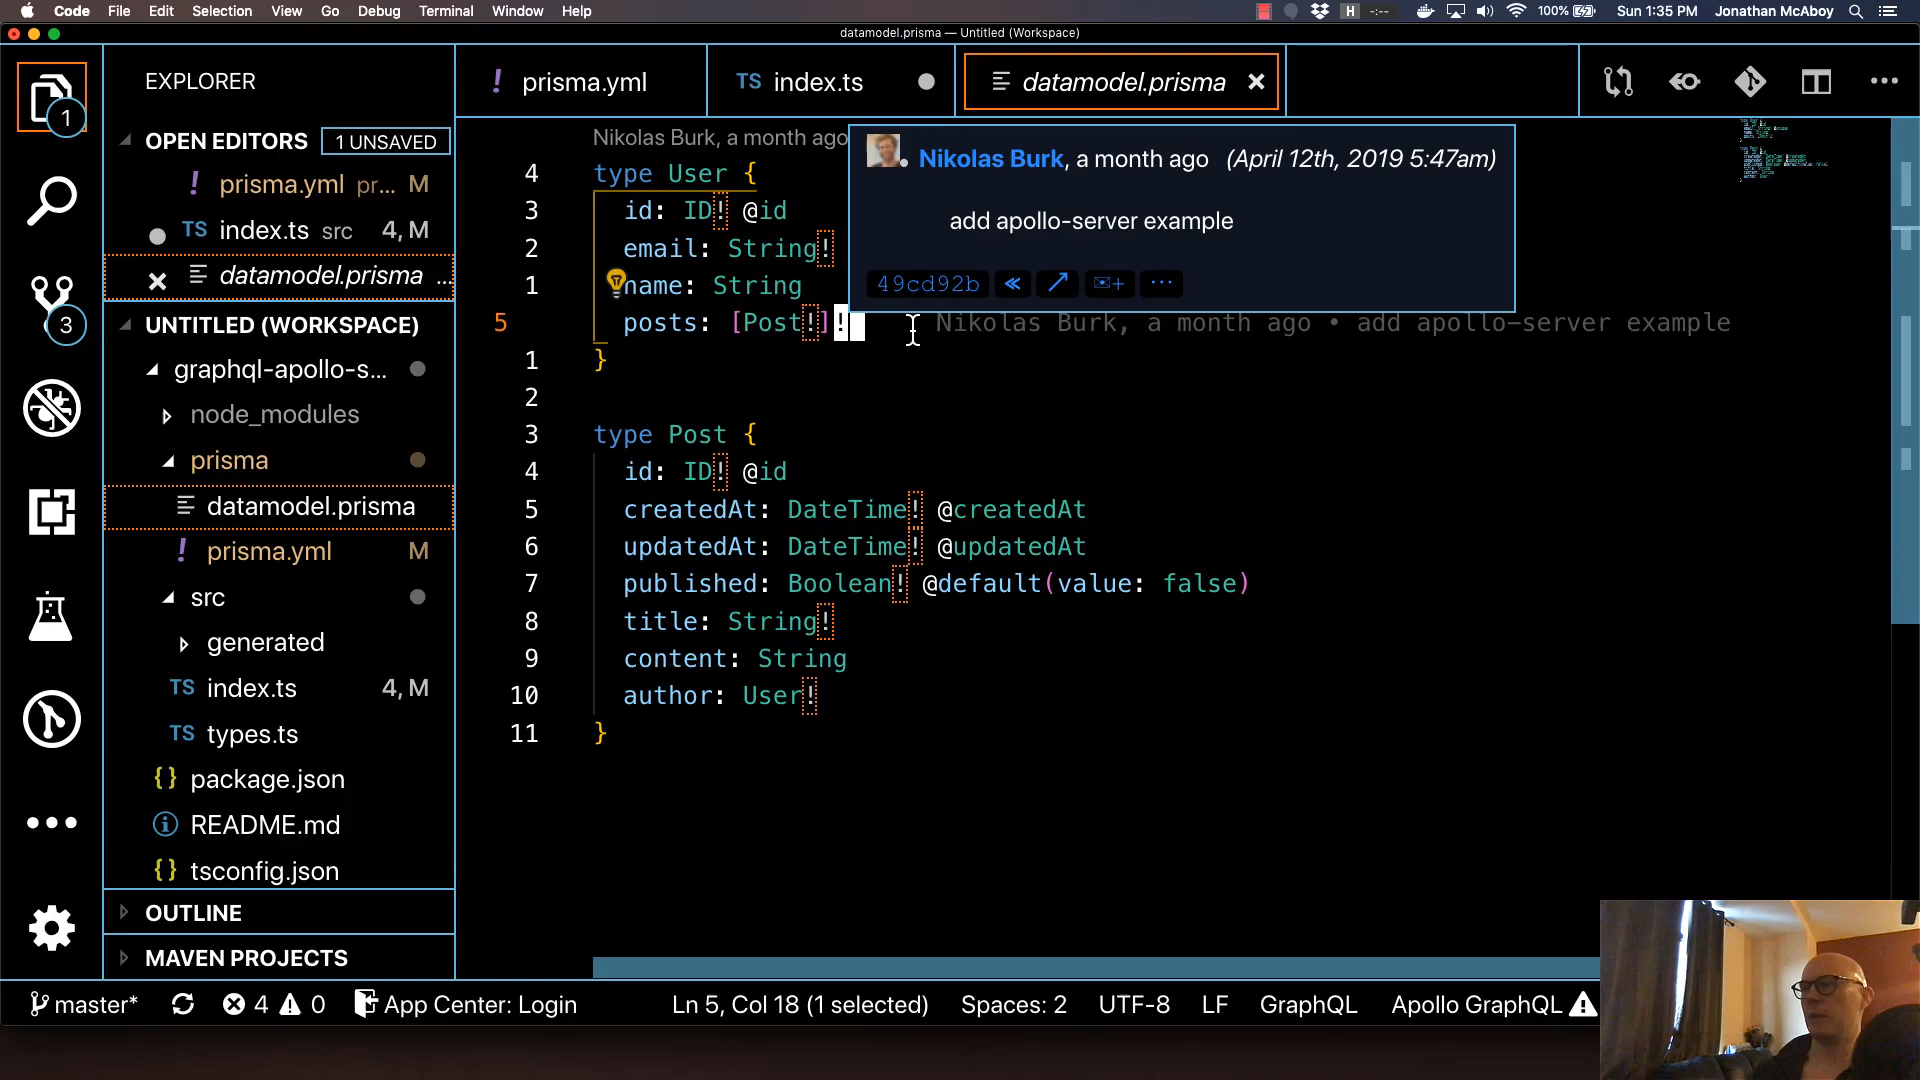 Code File Edit Selection View Go Debug Terminal Window Help
H -:-- 100% Sun 1:35 PM Jonathan McAboy
datamodel.prisma — Untitled (Workspace)
EXPLORER
! prisma.yml
TS index.ts
datamodel.prisma
1
OPEN EDITORS 1 UNSAVED
! prisma.yml pr... M
TS index.ts src 4, M
datamodel.prisma ...
3
UNTITLED (WORKSPACE)
graphql-apollo-s...
node_modules
prisma
datamodel.prisma
! prisma.yml M
src
generated
TS index.ts 4, M
TS types.ts
{} package.json
README.md
{} tsconfig.json
OUTLINE
MAVEN PROJECTS
Nikolas Burk, a month ago
4 type User {
3 id: ID! @id
2 email: String!
1 name: String
5 posts: [Post!]! Nikolas Burk, a month ago • add apollo-server example
1 }
2
3 type Post {
4 id: ID! @id
5 createdAt: DateTime! @createdAt
6 updatedAt: DateTime! @updatedAt
7 published: Boolean! @default(value: false)
8 title: String!
9 content: String
10 author: User!
11 }
Nikolas Burk, a month ago (April 12th, 2019 5:47am)
add apollo-server example
49cd92b
master* 4 0 App Center: Login Ln 5, Col 18 (1 selected) Spaces: 2 UTF-8 LF GraphQL Apollo GraphQL